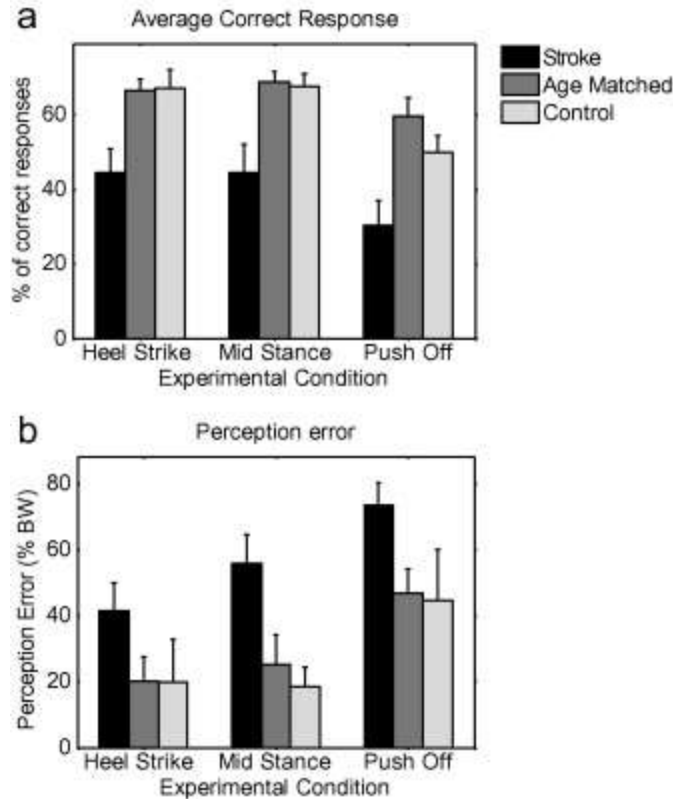 a
Average Correct Response
Stroke
Age Matched
Control
% of correct responses
60
40
20
0
Heel Strike Mid Stance Push Off
Experimental Condition
b
Perception error
Perception Error (% BW)
80
60
40
20
0
Heel Strike Mid Stance Push Off
Experimental Condition